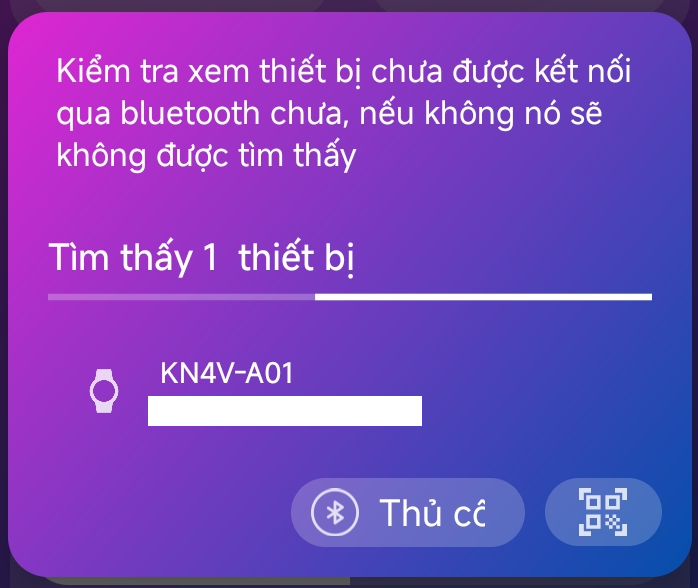 Kiểm tra xem thiết bị chưa được kết nối
qua bluetooth chưa, nếu không nó sẽ
không được tìm thấy
Tìm thấy 1 thiết bị
KN4V-A01
Thủ